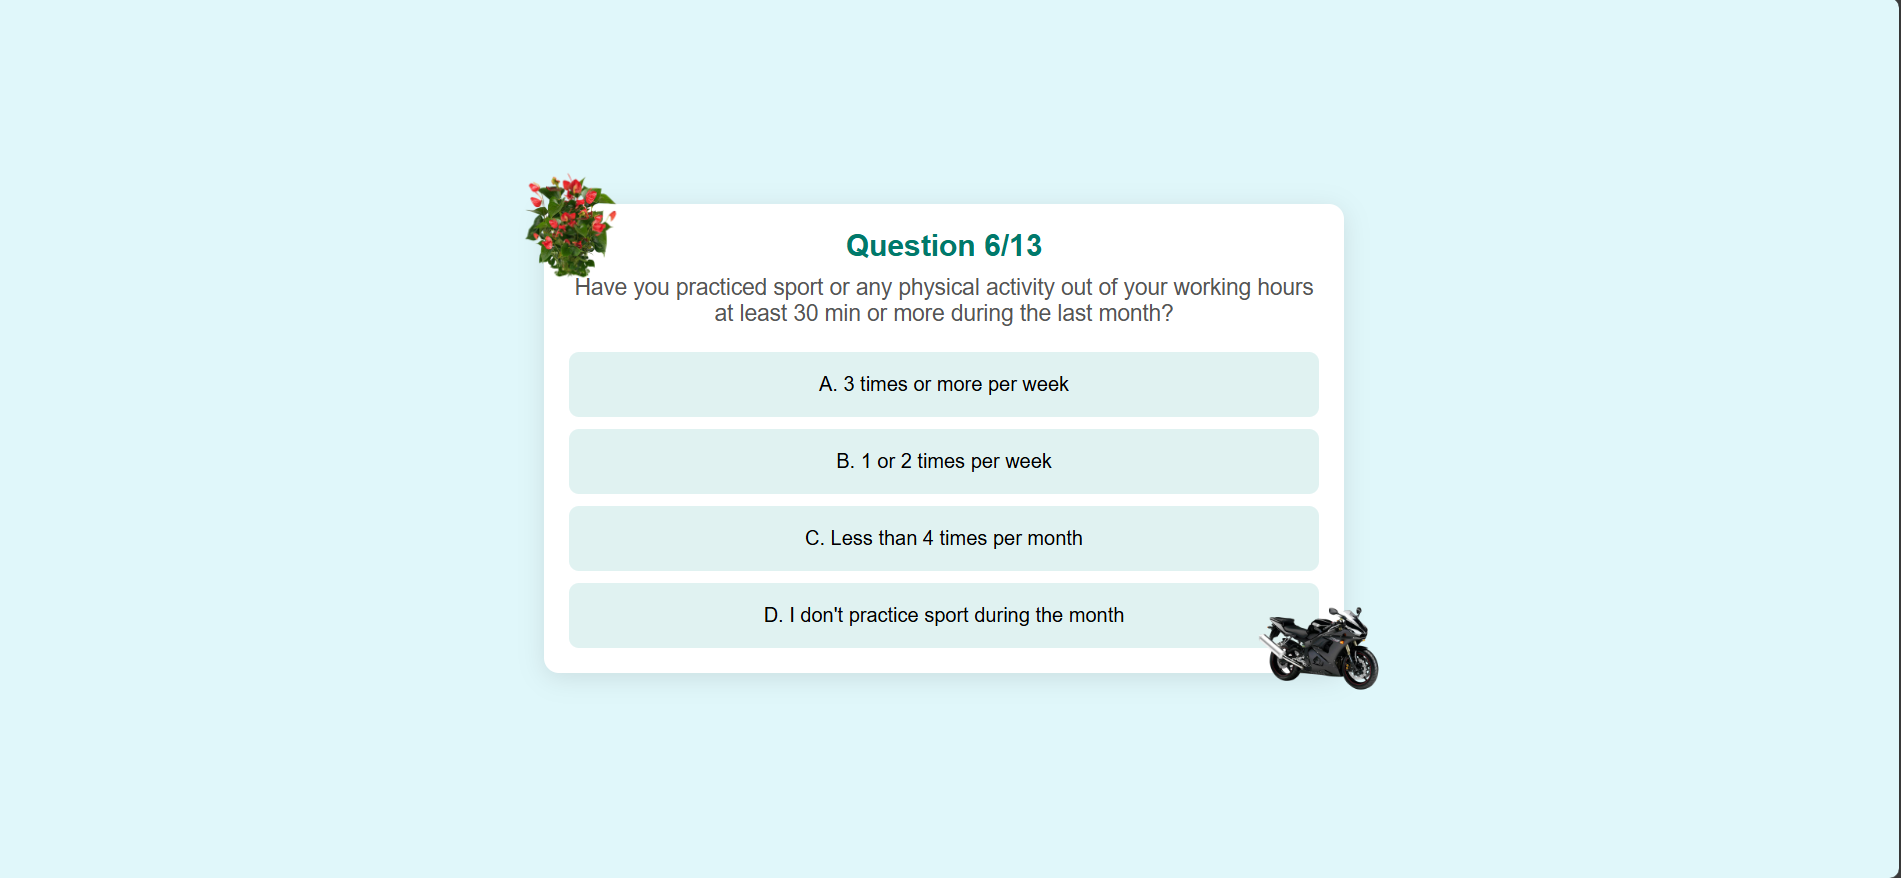 Question 6/13
Have you practiced sport or any physical activity out of your working hours
at least 30 min or more during the last month?
A. 3 times or more per week
B. 1 or 2 times per week
C. Less than 4 times per month
D. I don't practice sport during the month